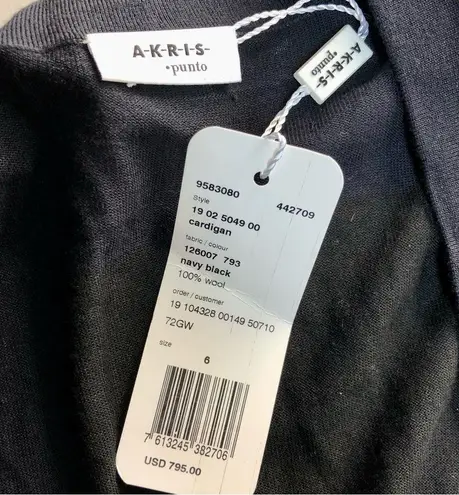 A-K-R-I-S-
•punto
A-K-R-I-S-
•punto
9583080 442709
Style
19 02 5049 00
cardigan
fabric / colour
126007 793
navy black
100% wool
order / customer
19 104328 00149 50710
72GW
size
6
7 613245 382706
USD 795.00